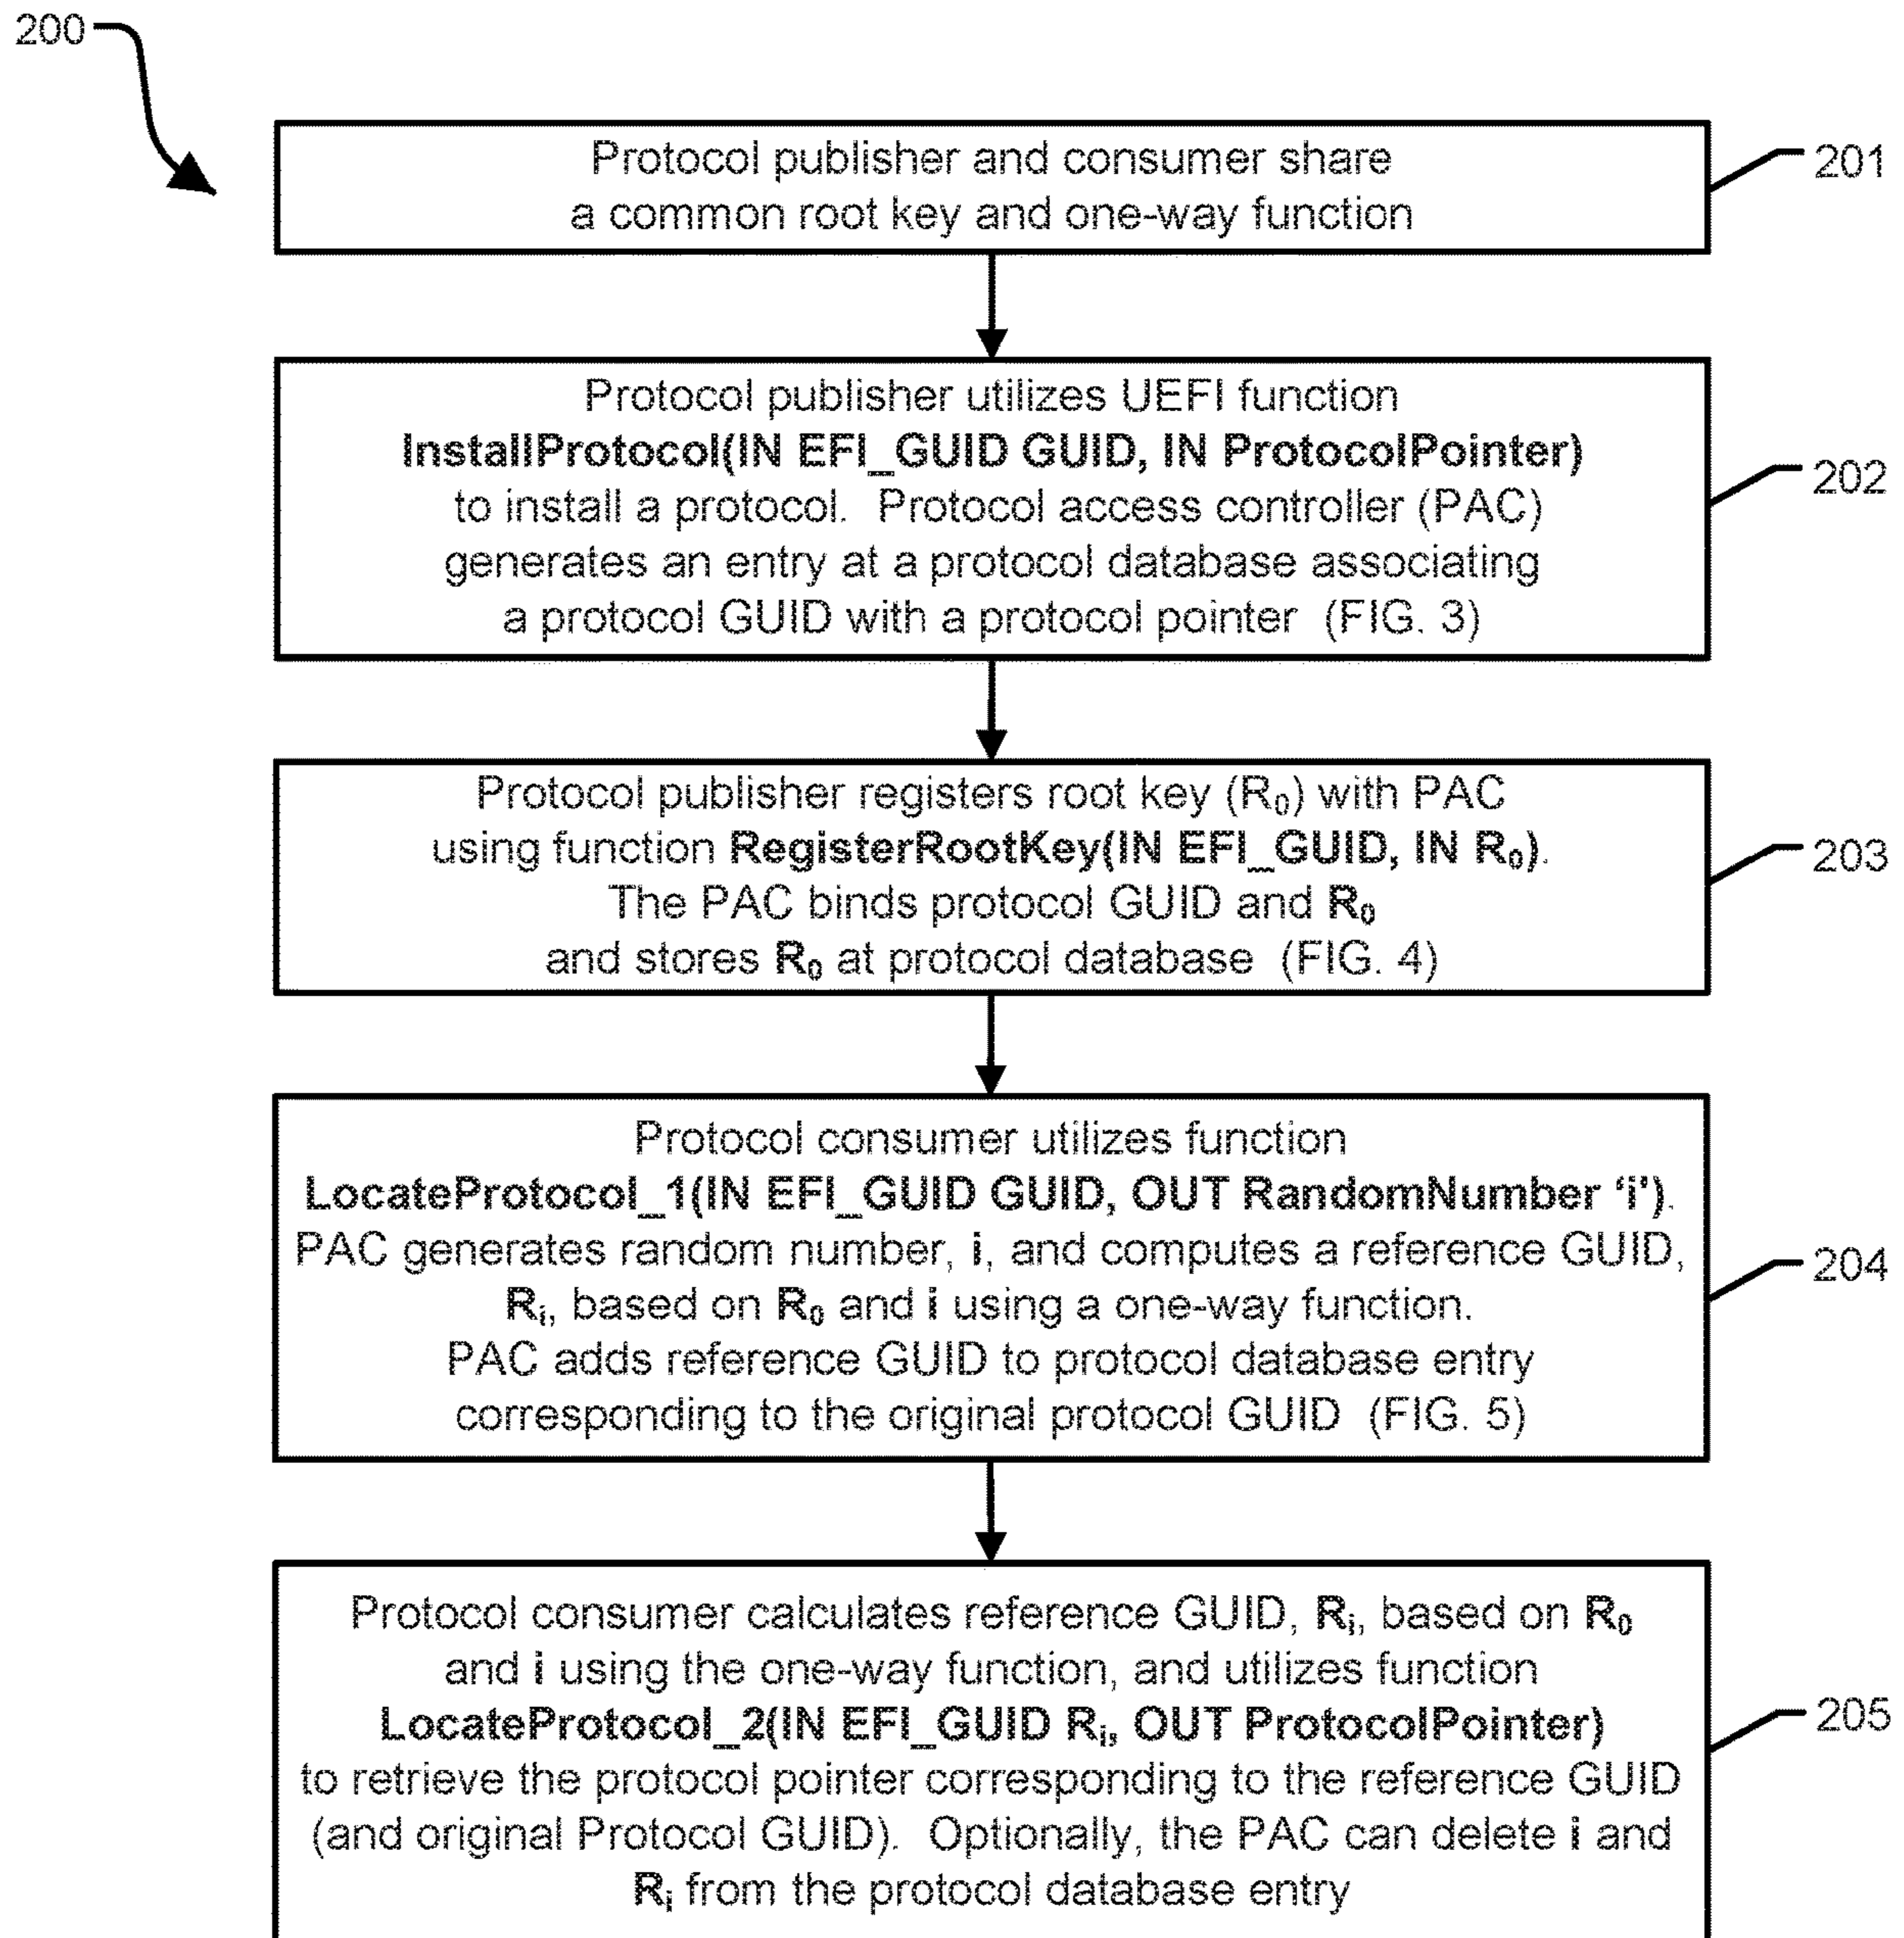 200
Protocol publisher and consumer share
a common root key and one-way function
201
Protocol publisher utilizes UEFI function
InstallProtocol(IN EFI_GUID GUID, IN ProtocolPointer)
to install a protocol. Protocol access controller (PAC)
generates an entry at a protocol database associating
a protocol GUID with a protocol pointer (FIG. 3)
202
Protocol publisher registers root key (R₀) with PAC
using function RegisterRootKey(IN EFI_GUID, IN R₀).
The PAC binds protocol GUID and R₀
and stores R₀ at protocol database (FIG. 4)
203
Protocol consumer utilizes function
LocateProtocol_1(IN EFI_GUID GUID, OUT RandomNumber ‘i’).
PAC generates random number, i, and computes a reference GUID,
Rᵢ, based on R₀ and i using a one-way function.
PAC adds reference GUID to protocol database entry
corresponding to the original protocol GUID (FIG. 5)
204
Protocol consumer calculates reference GUID, Rᵢ, based on R₀
and i using the one-way function, and utilizes function
LocateProtocol_2(IN EFI_GUID Rᵢ, OUT ProtocolPointer)
to retrieve the protocol pointer corresponding to the reference GUID
(and original Protocol GUID). Optionally, the PAC can delete i and
Rᵢ from the protocol database entry
205